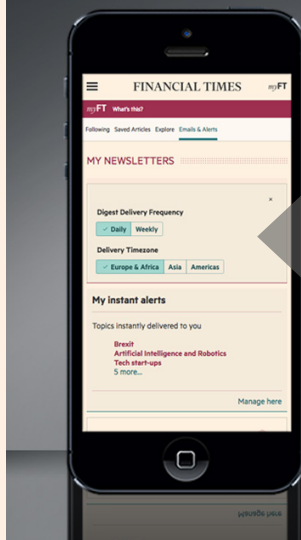 FINANCIAL TIMES
myFT
myFT What's this?
Following Saved Articles Explore Emails & Alerts
MY NEWSLETTERS
×
Digest Delivery Frequency
✓ Daily Weekly
Delivery Timezone
✓ Europe & Africa Asia Americas
My instant alerts
Topics instantly delivered to you
Brexit
Artificial Intelligence and Robotics
Tech start-ups
5 more...
Manage here
Manage here